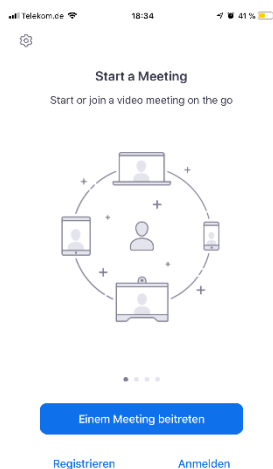 Telekom.de 18:34 41 %
Start a Meeting
Start or join a video meeting on the go
Einem Meeting beitreten
Registrieren Anmelden